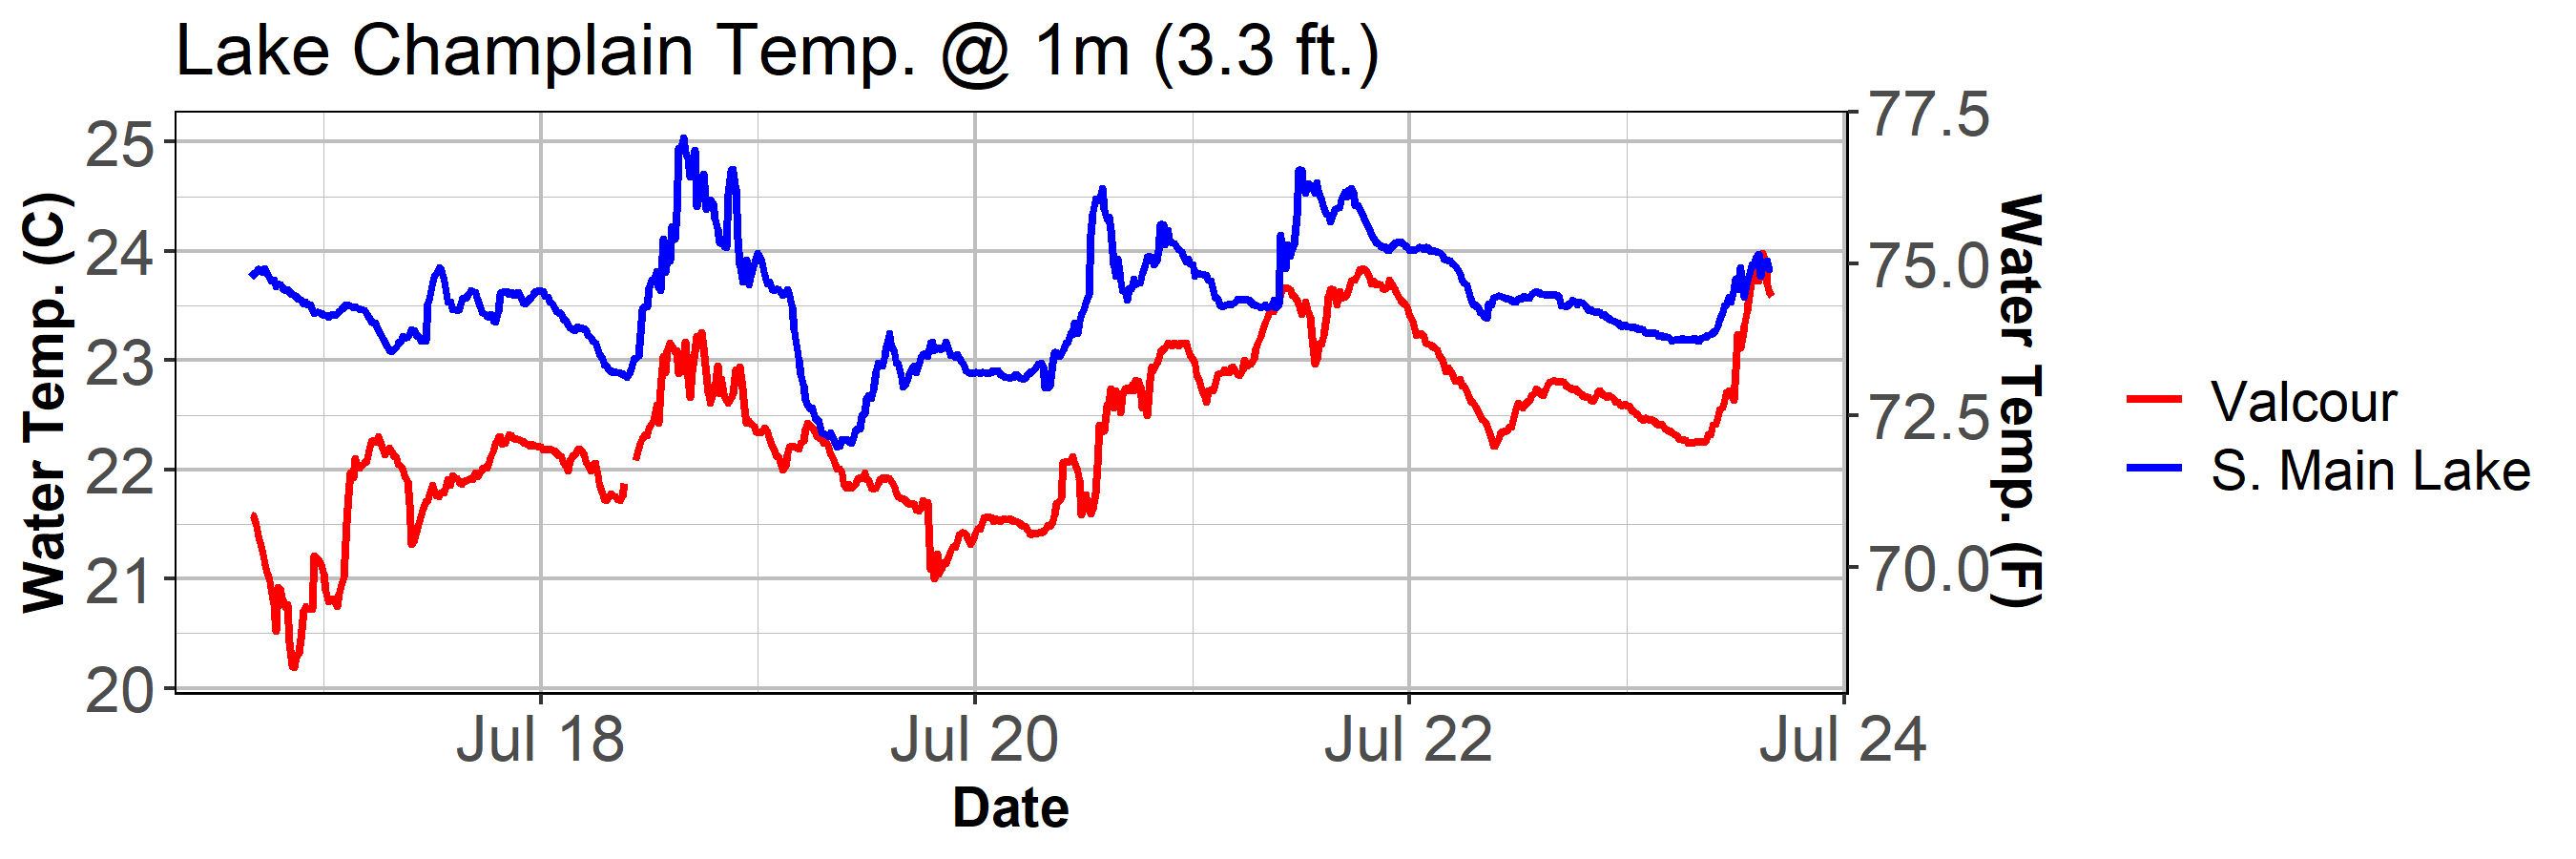 Lake Champlain Temp. @ 1m (3.3 ft.)
Water Temp. (C)
25
24
23
22
21
20
77.5
75.0
72.5
70.0
Water Temp. (F)
Jul 18
Jul 20
Jul 22
Jul 24
Date
Valcour
S. Main Lake